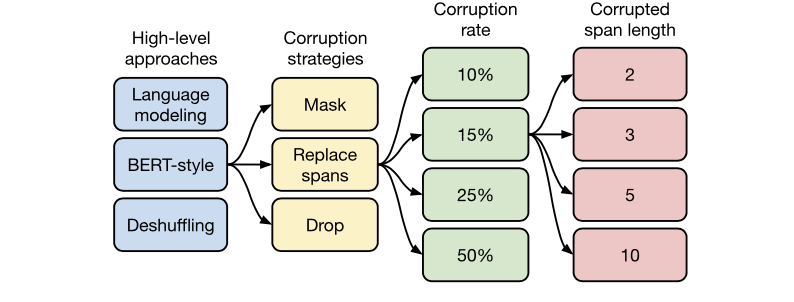 High-level
approaches
Language
modeling
BERT-style
Deshuffling
Corruption
strategies
Mask
Replace
spans
Drop
Corruption
rate
10%
15%
25%
50%
Corrupted
span length
2
3
5
10